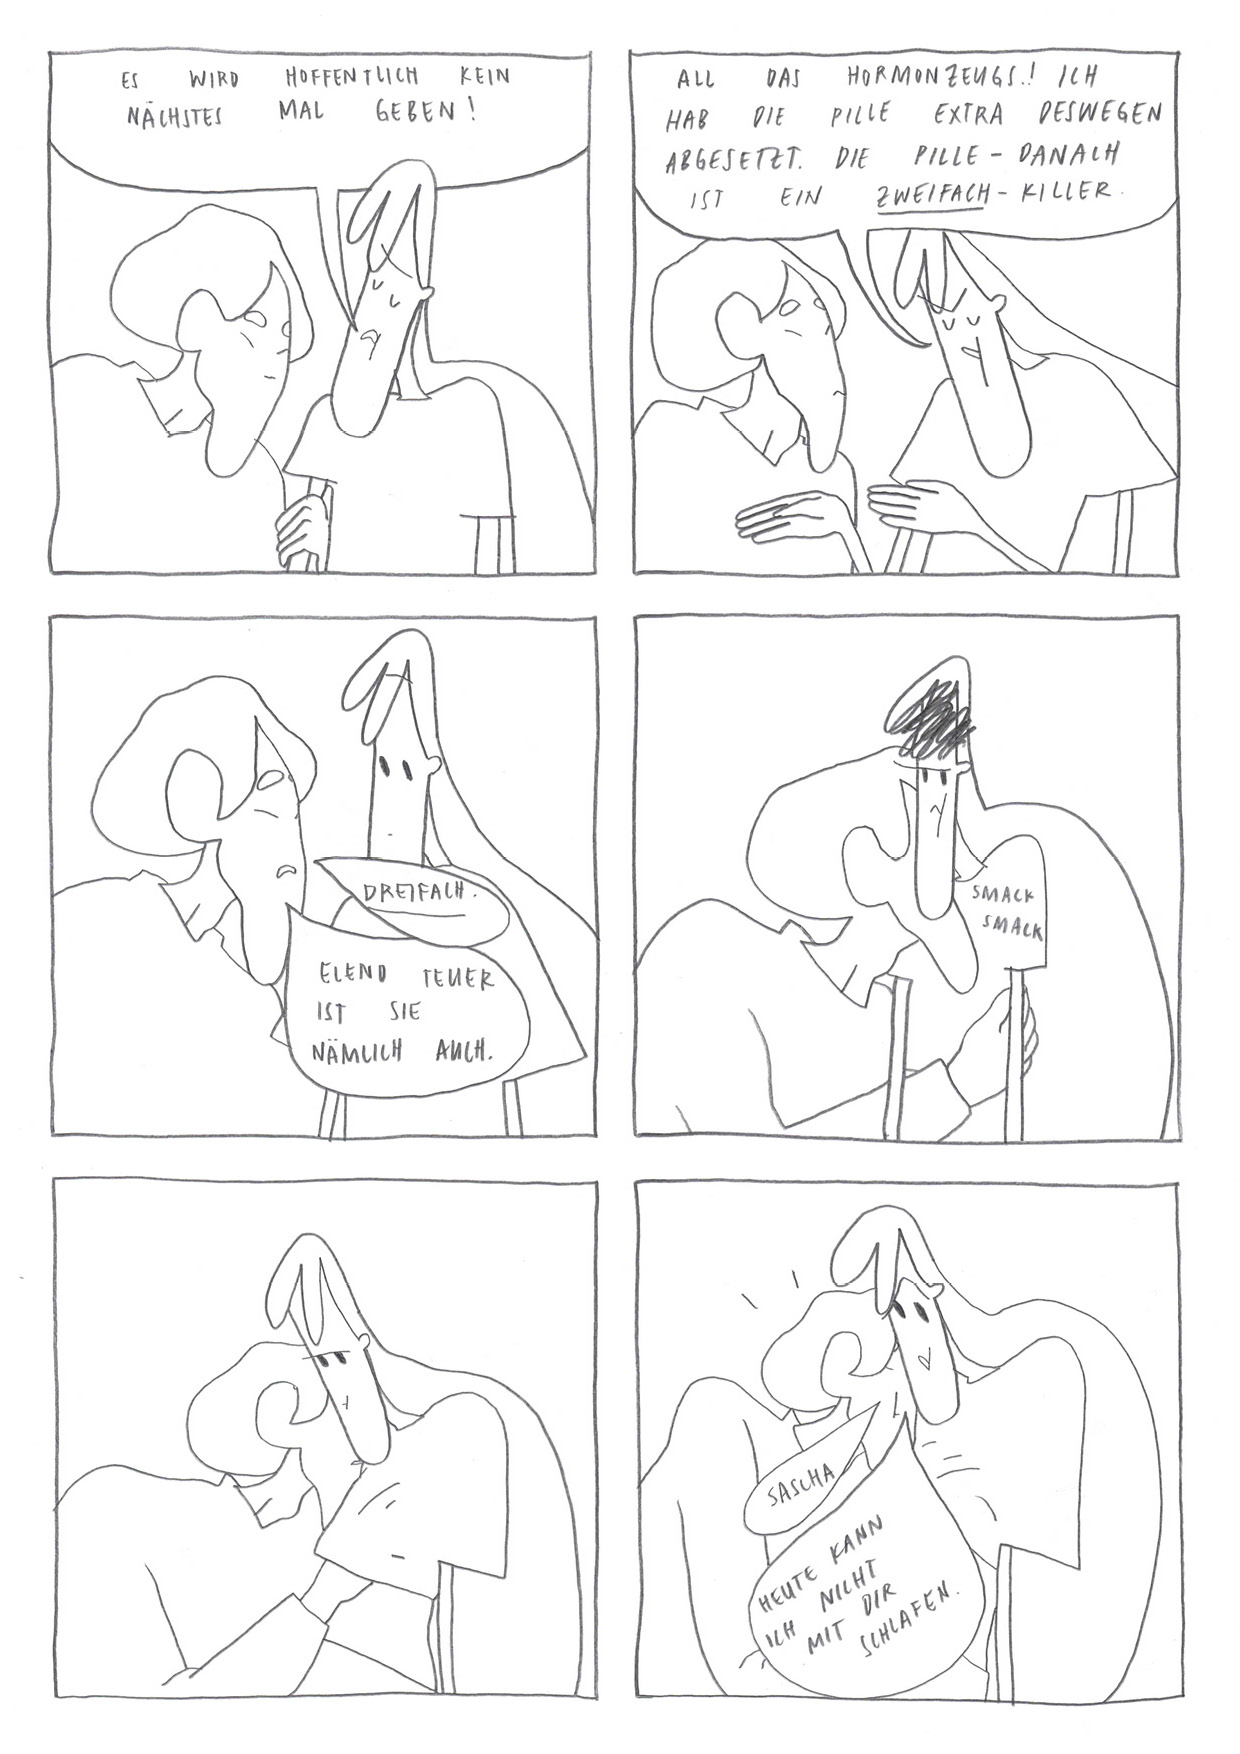 ES WIRD HOFFENTLICH KEIN
NÄCHSTES MAL GEBEN!
ALL DAS HORMONZEUGS.! ICH
HAB DIE PILLE EXTRA DESWEGEN
ABGESETZT. DIE PILLE-DANACH
IST EIN ZWEIFACH-KILLER.
DREIFACH.
ELEND TEUER
IST SIE
NÄMLICH AUCH.
SMACK
SMACK
SASCHA
HEUTE KANN
ICH NICHT
MIT DIR
SCHLAFEN.